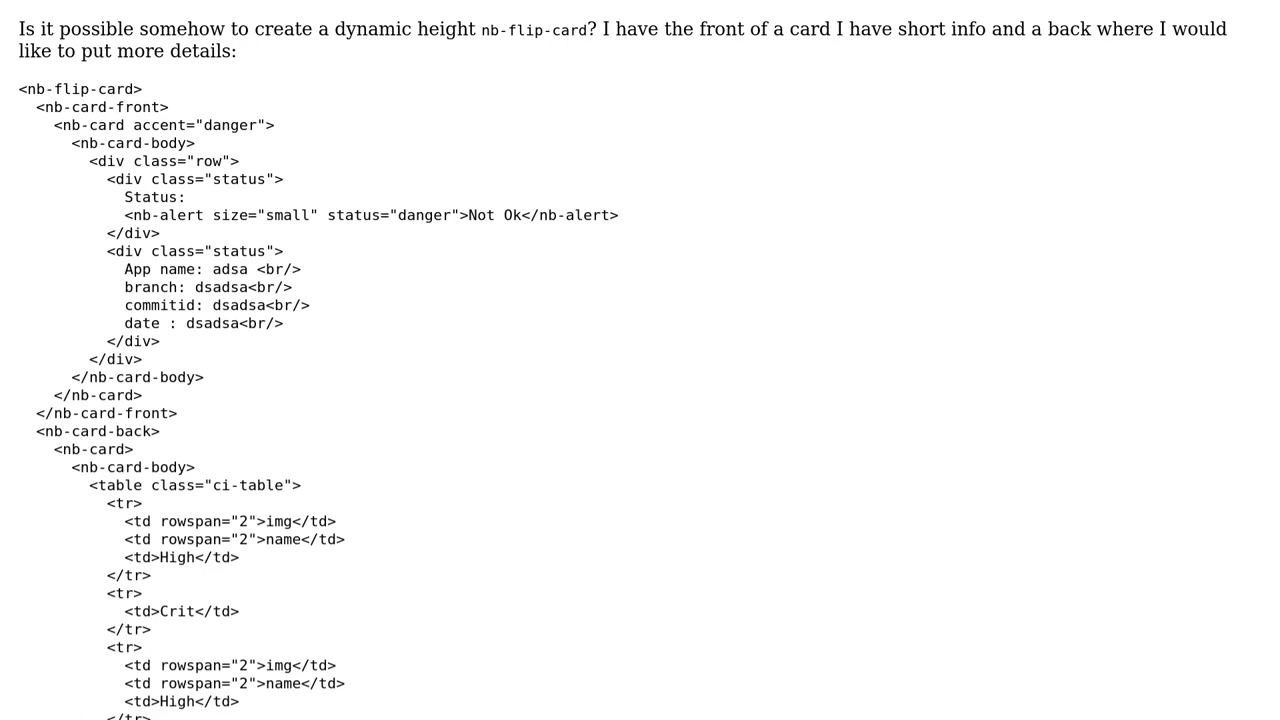 Is it possible somehow to create a dynamic height nb-flip-card? I have the front of a card I have short info and a back where I would
like to put more details:
<nb-flip-card>
  <nb-card-front>
    <nb-card accent="danger">
      <nb-card-body>
        <div class="row">
          <div class="status">
            Status:
            <nb-alert size="small" status="danger">Not Ok</nb-alert>
          </div>
          <div class="status">
            App name: adsa <br/>
            branch: dsadsa<br/>
            commitid: dsadsa<br/>
            date : dsadsa<br/>
          </div>
        </div>
      </nb-card-body>
    </nb-card>
  </nb-card-front>
  <nb-card-back>
    <nb-card>
      <nb-card-body>
        <table class="ci-table">
          <tr>
            <td rowspan="2">img</td>
            <td rowspan="2">name</td>
            <td>High</td>
          </tr>
          <tr>
            <td>Crit</td>
          </tr>
          <tr>
            <td rowspan="2">img</td>
            <td rowspan="2">name</td>
            <td>High</td>
          </tr>